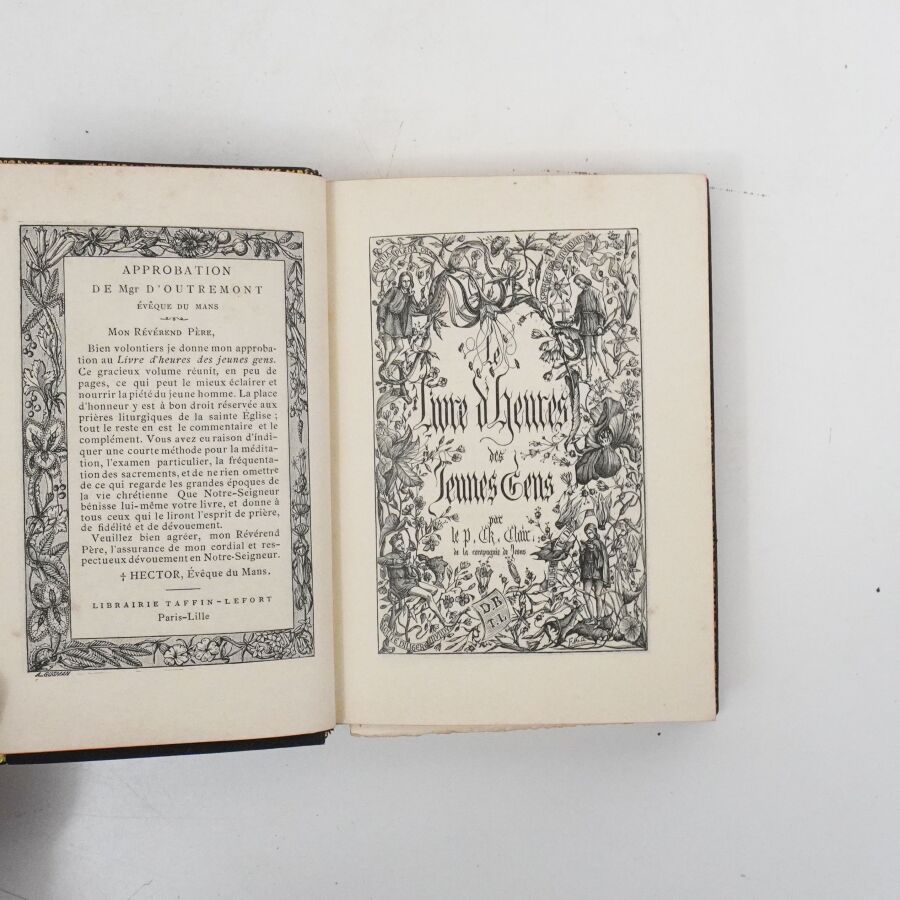 APPROBATION
DE Mgr D'OUTREMONT
ÉVÊQUE DU MANS
MON RÉVÉREND PÈRE,
Bien volontiers je donne mon approbation
au Livre d'heures des jeunes gens.
Ce gracieux volume réunit, en peu de
pages, ce qui peut le mieux éclairer et
nourrir la piété du jeune homme. La place
d'honneur y est à bon droit réservée aux
prières liturgiques de la sainte Église ;
tout le reste en est le commentaire et le
complément. Vous avez eu raison d'indi-
quer une courte méthode pour la médita-
tion, l'examen particulier, la fréquenta-
tion des sacrements, et de ne rien omettre
de ce qui regarde les grandes époques de
la vie chrétienne Que Notre-Seigneur
bénisse lui-même votre livre, et donne à
tous ceux qui le liront l'esprit de prière,
de fidélité et de dévouement.
Veuillez bien agréer, mon Révérend
Père, l'assurance de mon cordial et res-
pectueux dévouement en Notre-Seigneur.
† HECTOR, Évêque du Mans.
LIBRAIRIE TAFFIN-LEFORT
Paris-Lille
Le
Livre d'heures
des
Jeunes Gens
par
le P. Ch. Clair
de la compagnie de Jésus
D.B
T.L